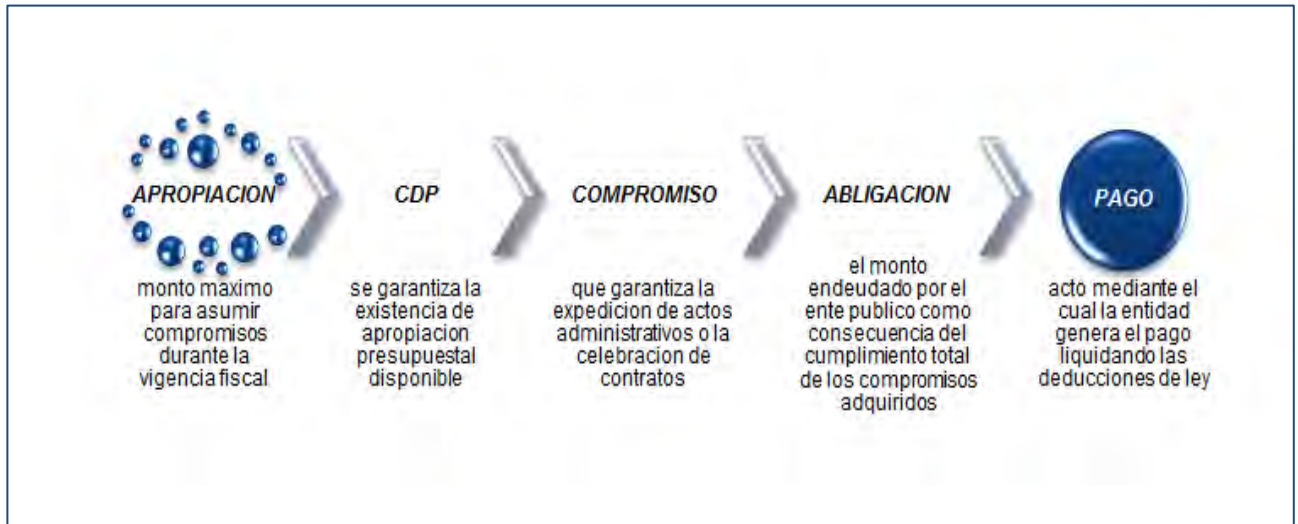 APROPIACION
monto maximo
para asumir
compromisos
durante la
vigencia fiscal
CDP
se garantiza la
existencia de
apropiacion
presupuestal
disponible
COMPROMISO
que garantiza la
expedicion de actos
administrativos o la
celebracion de
contratos
ABLIGACION
el monto
endeudado por el
ente publico como
consecuencia del
cumplimiento total
de los compromisos
adquiridos
PAGO
acto mediante el
cual la entidad
genera el pago
liquidando las
deducciones de ley